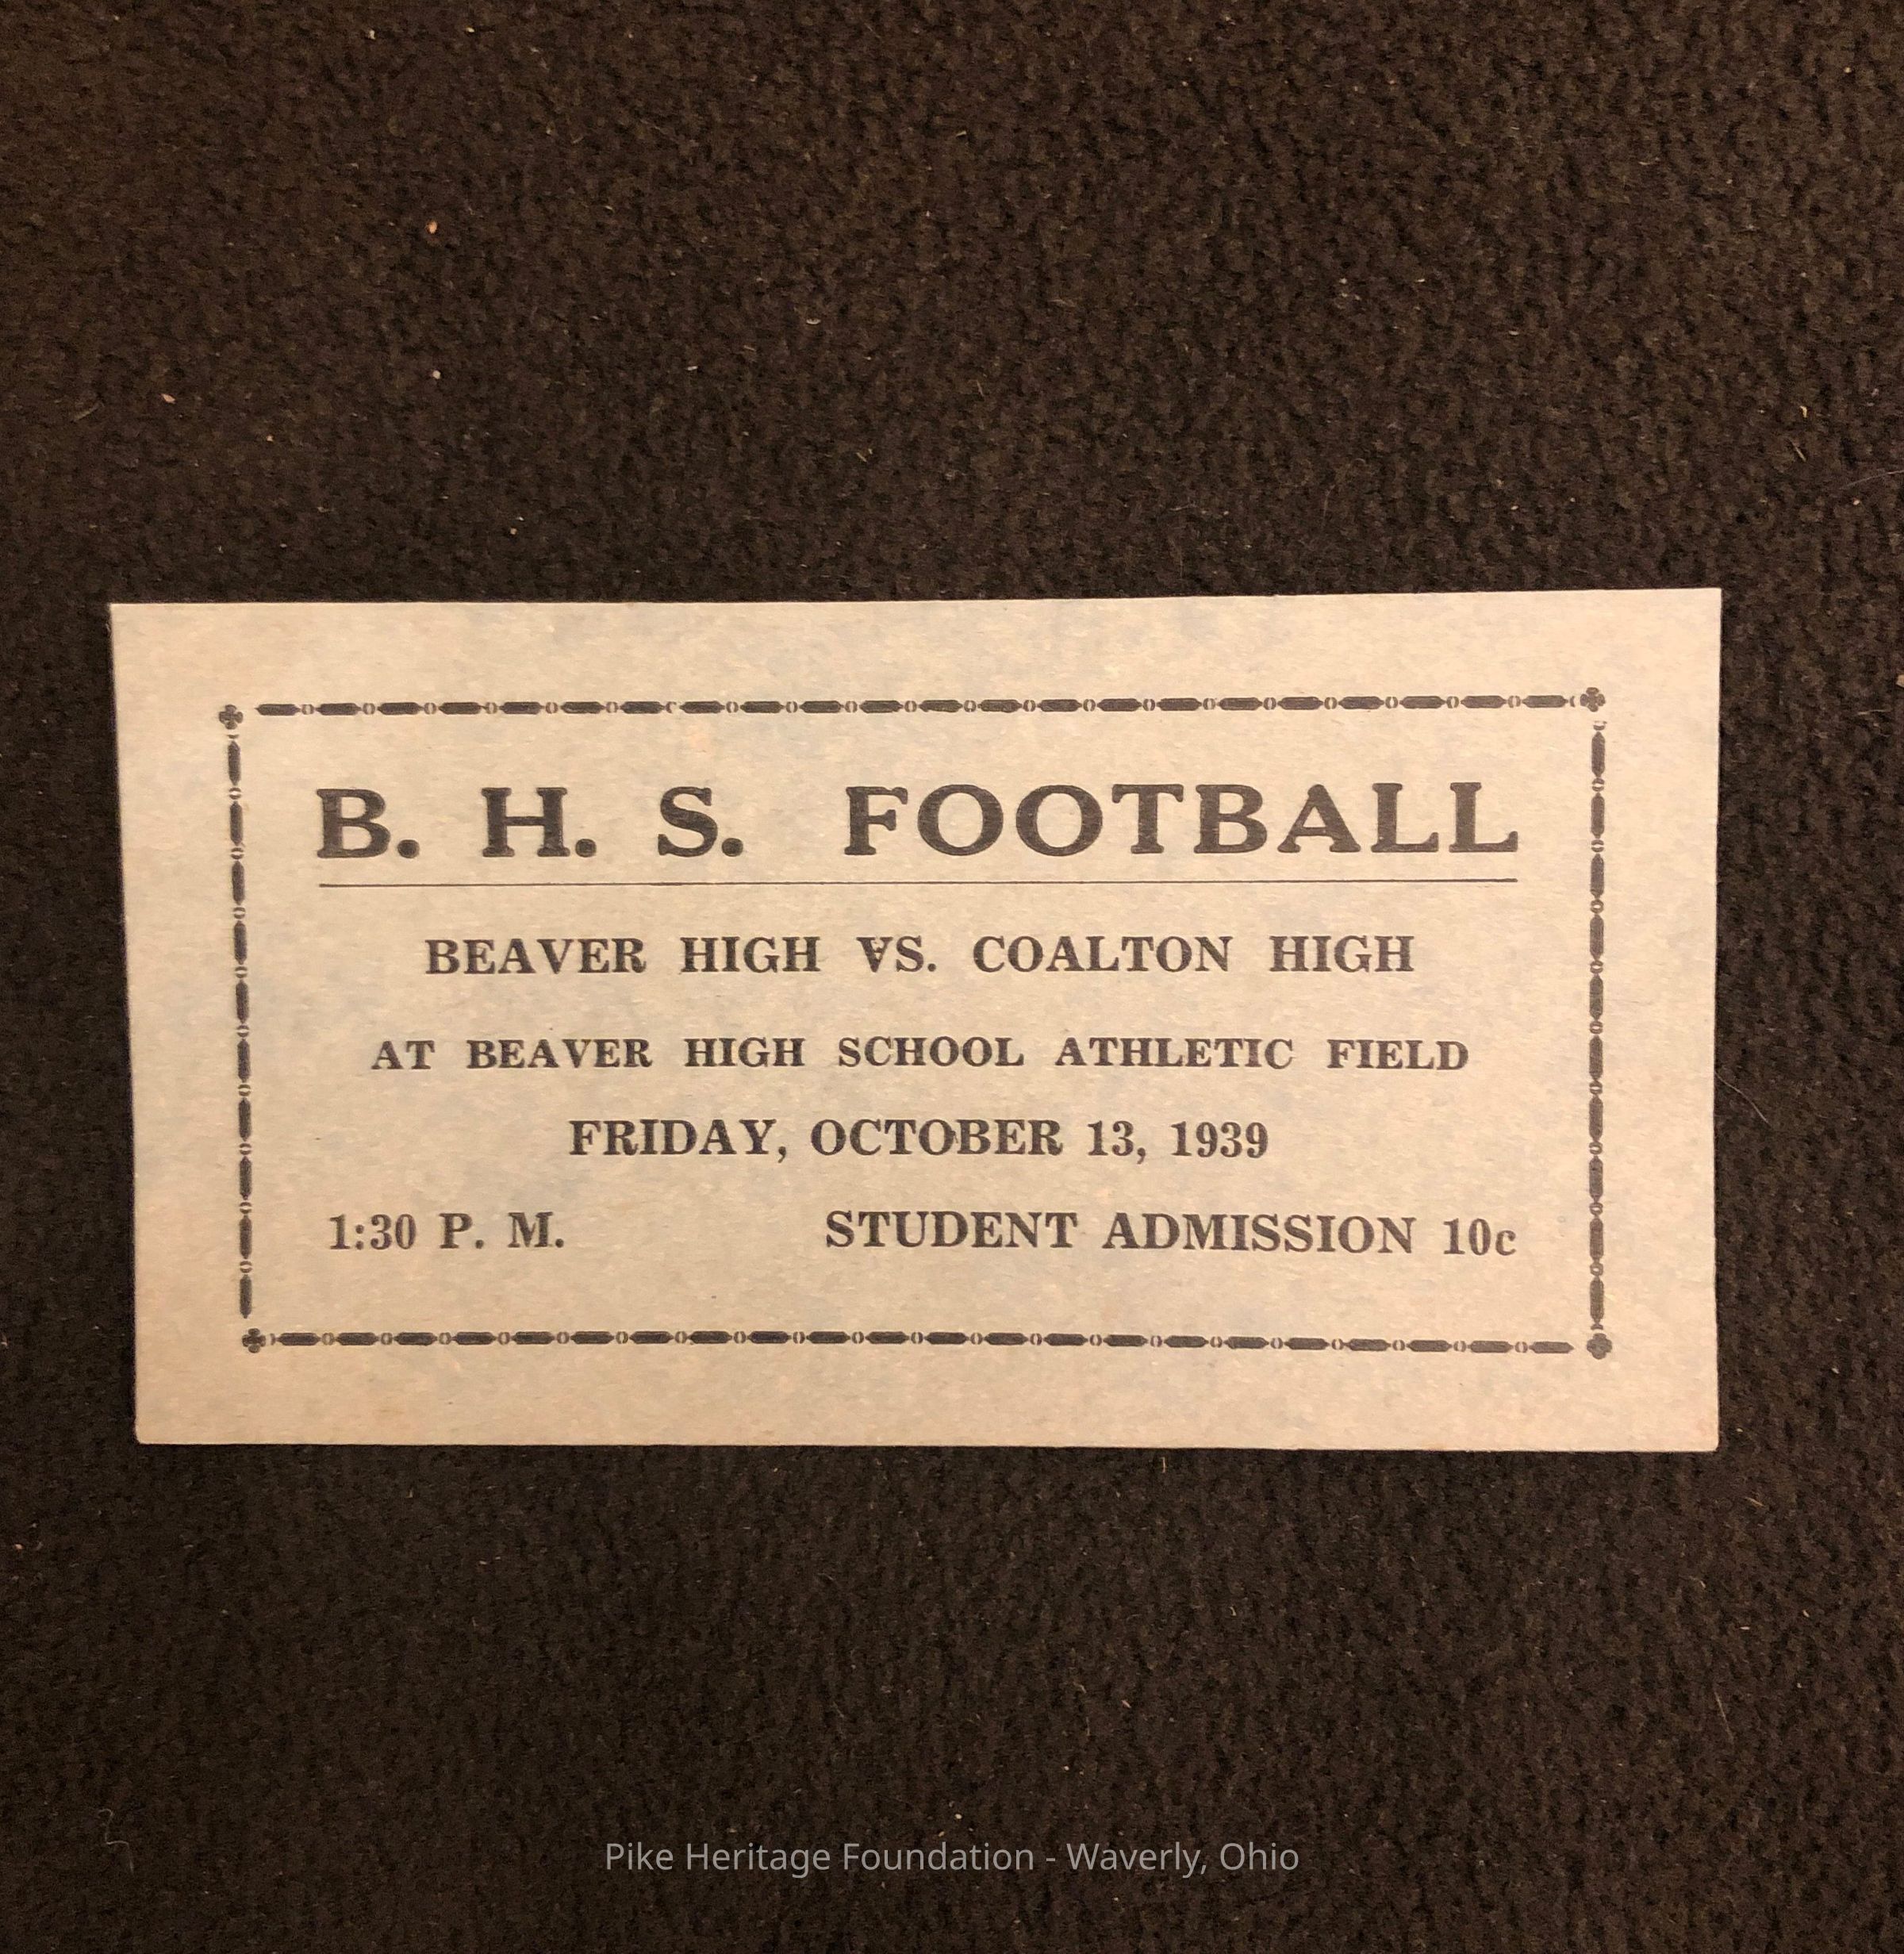 B. H. S. FOOTBALL
BEAVER HIGH VS. COALTON HIGH
AT BEAVER HIGH SCHOOL ATHLETIC FIELD
FRIDAY, OCTOBER 13, 1939
1:30 P. M. STUDENT ADMISSION 10c
Pike Heritage Foundation - Waverly, Ohio